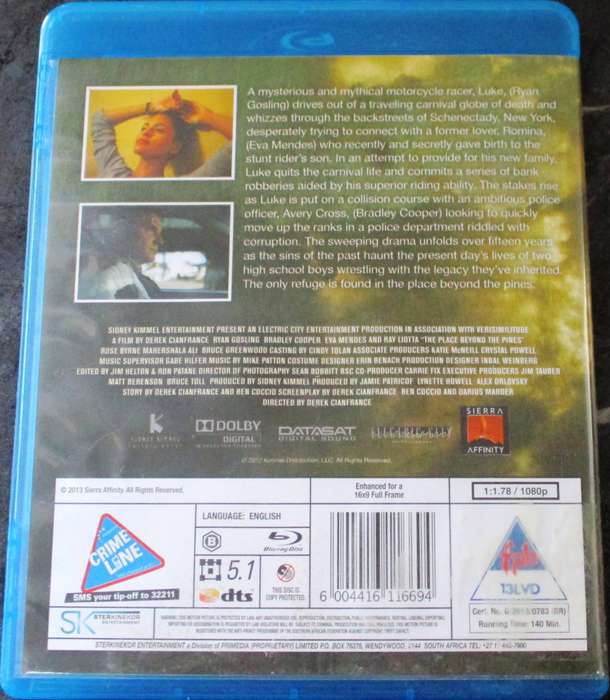 A mysterious and mythical motorcycle racer, Luke, (Ryan
Gosling) drives out of a traveling carnival globe of death and
whizzes through the backstreets of Schenectady, New York,
desperately trying to connect with a former lover, Romina,
(Eva Mendes) who recently and secretly gave birth to the
stunt rider's son. In an attempt to provide for his new family,
Luke quits the carnival life and commits a series of bank
robberies aided by his superior riding ability. The stakes rise
as Luke is put on a collision course with an ambitious police
officer, Avery Cross, (Bradley Cooper) looking to quickly
move up the ranks in a police department riddled with
corruption. The sweeping drama unfolds over fifteen years
as the sins of the past haunt the present day's lives of two
high school boys wrestling with the legacy they've inherited.
The only refuge is found in the place beyond the pines.
SIDNEY KIMMEL ENTERTAINMENT PRESENT AN ELECTRIC CITY ENTERTAINMENT PRODUCTION IN ASSOCIATION WITH VERISIMILITUDE
A FILM BY DEREK CIANFRANCE RYAN GOSLING BRADLEY COOPER EVA MENDES AND RAY LIOTTA "THE PLACE BEYOND THE PINES"
ROSE BYRNE MAHERSHALA ALI BRUCE GREENWOOD CASTING BY CINDY TOLAN ASSOCIATE PRODUCERS KATIE McNEILL CRYSTAL POWELL
MUSIC SUPERVISOR GABE HILFER MUSIC BY MIKE PATTON COSTUME DESIGNER ERIN BENACH PRODUCTION DESIGNER INBAL WEINBERG
EDITED BY JIM HELTON & RON PATANE DIRECTOR OF PHOTOGRAPHY SEAN BOBBITT BSC CO-PRODUCER CARRIE FIX EXECUTIVE PRODUCERS JIM TAUBER
MATT BERENSON BRUCE TOLL PRODUCED BY SIDNEY KIMMEL PRODUCED BY JAMIE PATRICOF LYNETTE HOWELL ALEX ORLOVSKY
STORY BY DEREK CIANFRANCE AND BEN COCCIO SCREENPLAY BY DEREK CIANFRANCE AND BEN COCCIO AND DARIUS MARDER
DIRECTED BY DEREK CIANFRANCE
SIDNEY KIMMEL
DOLBY
DIGITAL
DATASAT
DIGITAL SOUND
SIERRA
AFFINITY
© 2012 Kimmel Distribution, LLC. All Rights Reserved.
© 2013 Sierra Affinity All Rights Reserved.
Enhanced for a
16x9 Full Frame
1:1.78 / 1080p
LANGUAGE: ENGLISH
B
Blu-ray Disc
5.1
dts
THIS DISC IS
COPY PROTECTED
6 004416 116694
CRIME
LINE
SMS your tip-off to 32211
fpb
13LVD
Running Time: 140 Min.
SK STERKINEKOR
ENTERTAINMENT
STERKINEKOR ENTERTAINMENT a Division of PRIMEDIA (PROPRIETARY) LIMITED P.O. BOX 76376, WENDYWOOD, 2144 SOUTH AFRICA